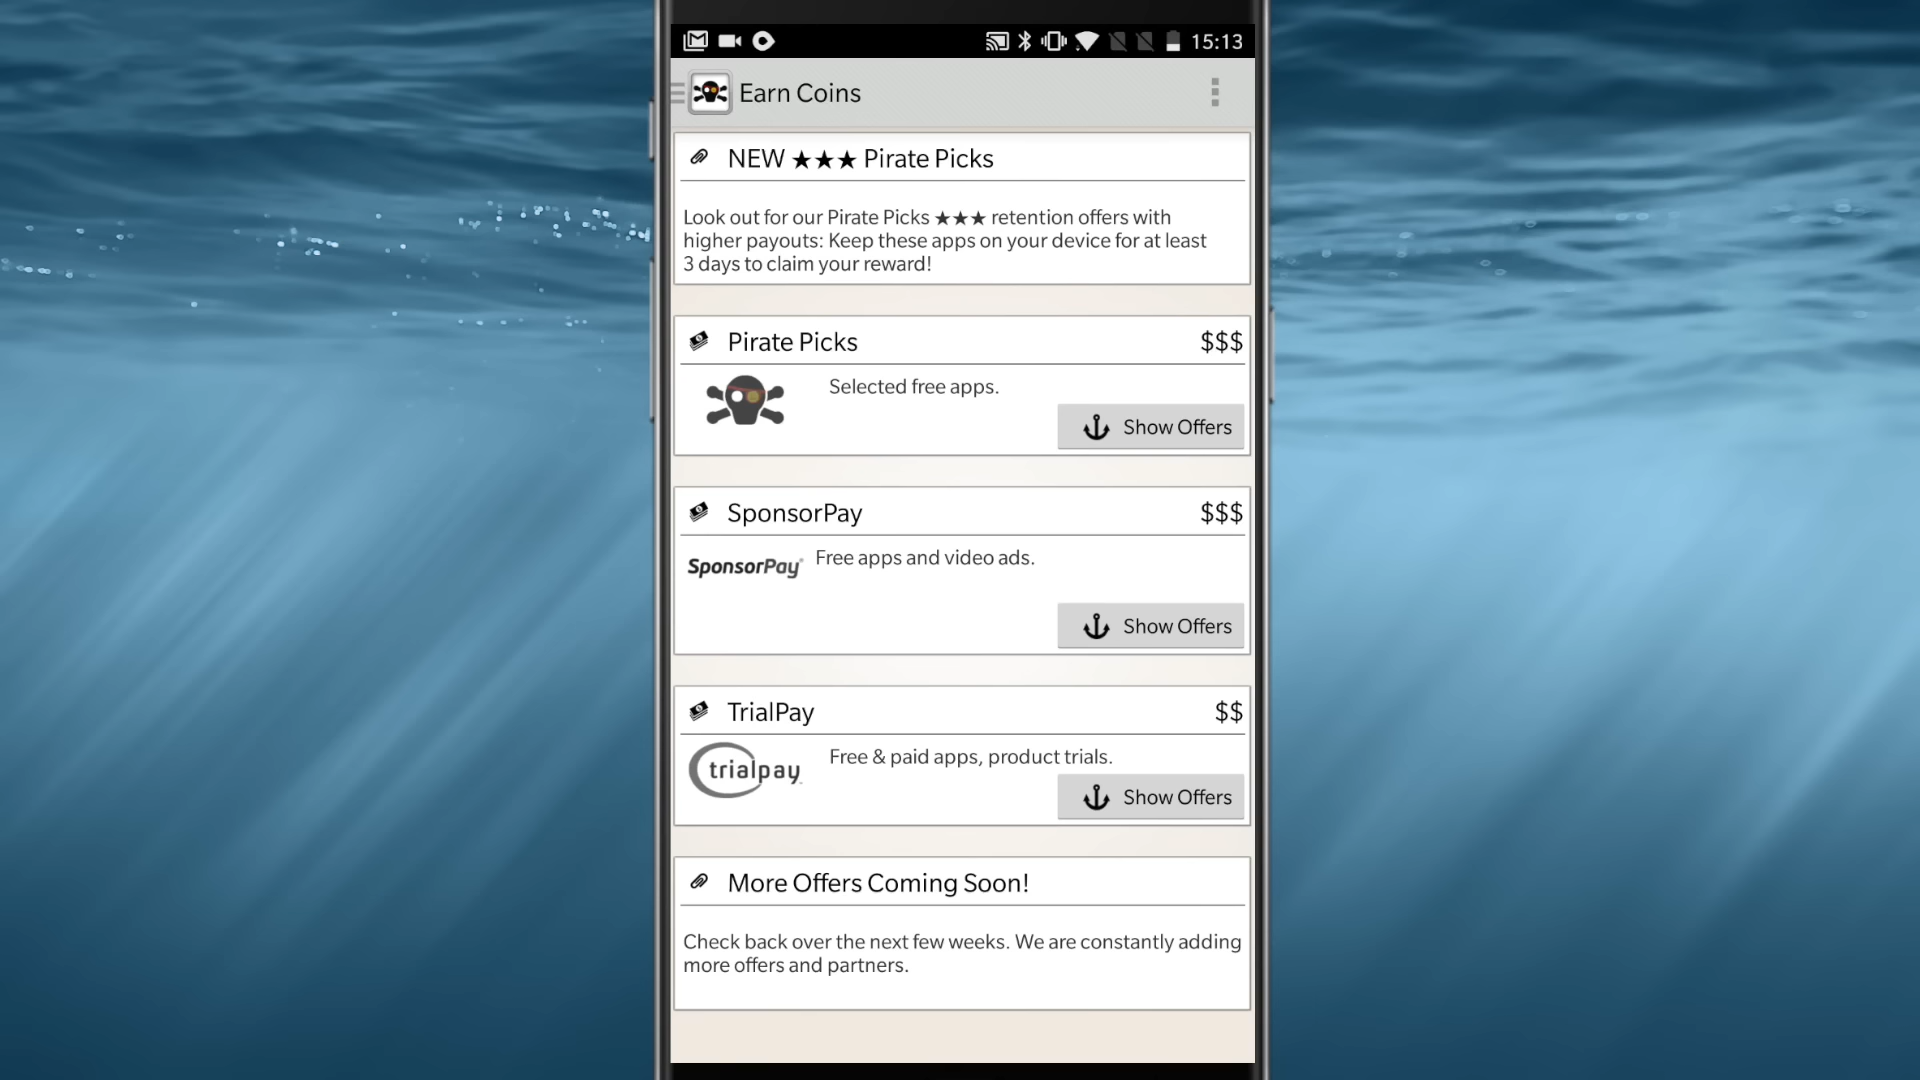 15:13
Earn Coins
NEW ★★★ Pirate Picks
Look out for our Pirate Picks ★★★ retention offers with
higher payouts: Keep these apps on your device for at least
3 days to claim your reward!
Pirate Picks $$$
Selected free apps.
Show Offers
SponsorPay $$$
SponsorPay Free apps and video ads.
Show Offers
TrialPay $$
trialpay Free & paid apps, product trials.
Show Offers
More Offers Coming Soon!
Check back over the next few weeks. We are constantly adding
more offers and partners.